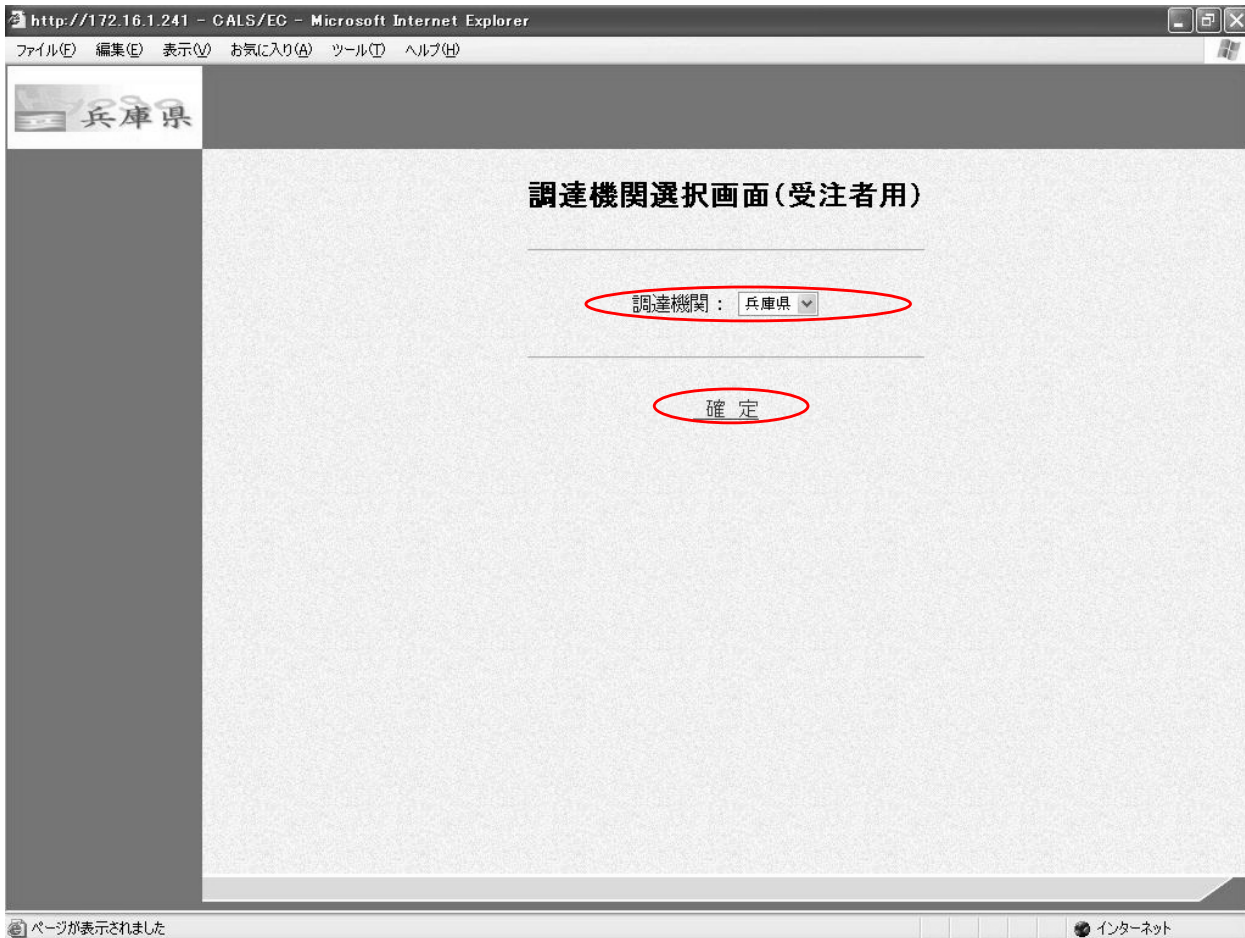 http://172.16.1.241 - CALS/EC - Microsoft Internet Explorer
ファイル(F) 編集(E) 表示(V) お気に入り(A) ツール(T) ヘルプ(H)
兵庫県
調達機関選択画面(受注者用)
調達機関： 兵庫県
確 定
ページが表示されました インターネット